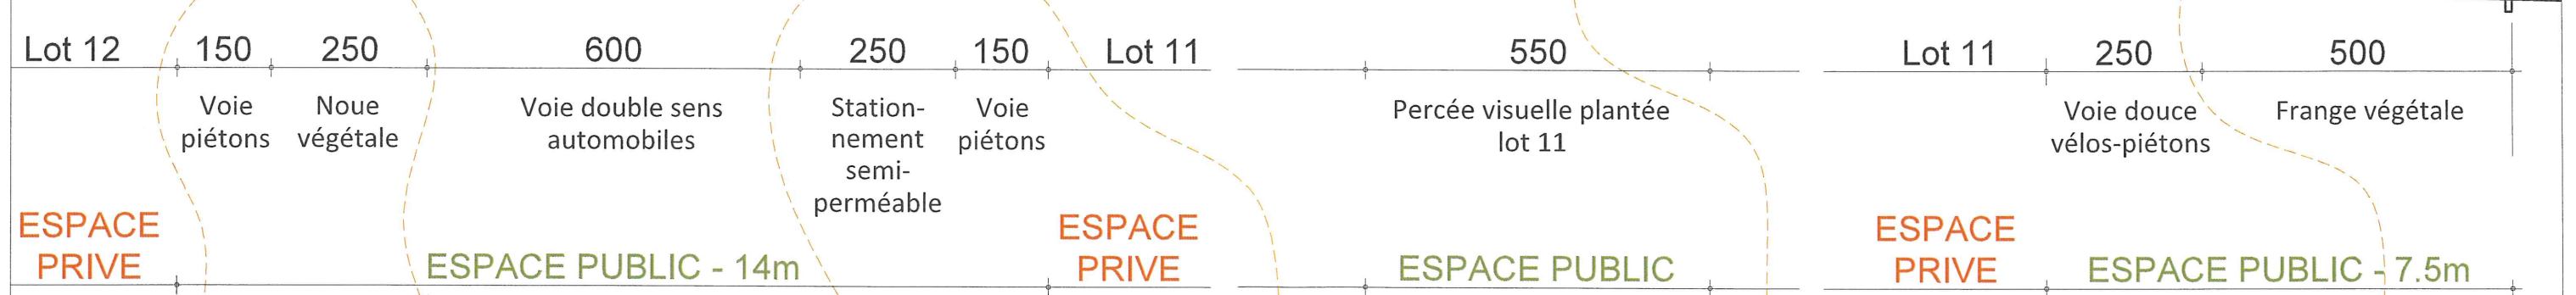 Lot 12 150 250 600 250 150 Lot 11
Voie
piétons
Noue
végétale
Voie double sens
automobiles
Station-
nement
semi-
perméable
Voie
piétons
ESPACE
PRIVE
ESPACE PUBLIC - 14m
ESPACE
PRIVE
550
Percée visuelle plantée
lot 11
ESPACE PUBLIC
Lot 11 250 500
Voie douce
vélos-piétons
Frange végétale
ESPACE
PRIVE
ESPACE PUBLIC - 7.5m